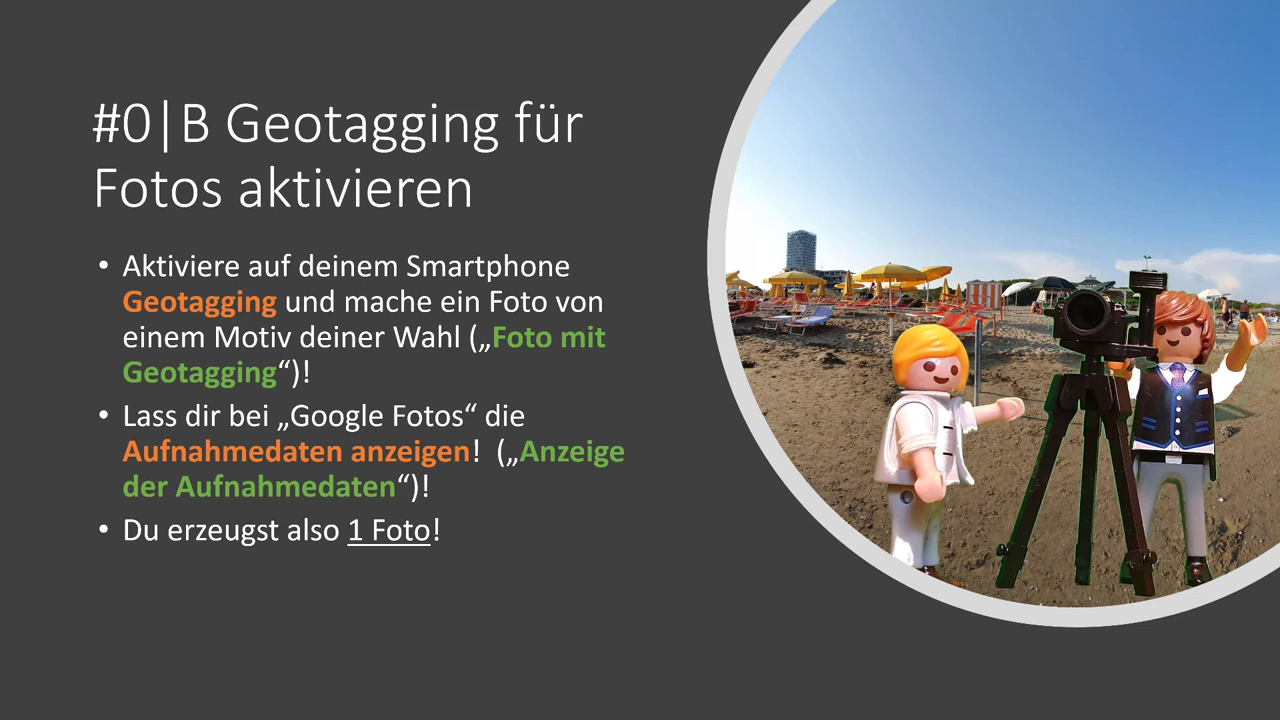 #0|B Geotagging für
Fotos aktivieren
• Aktiviere auf deinem Smartphone
Geotagging und mache ein Foto von
einem Motiv deiner Wahl („Foto mit
Geotagging“)!
• Lass dir bei „Google Fotos“ die
Aufnahmedaten anzeigen!  („Anzeige
der Aufnahmedaten“)!
• Du erzeugst also 1 Foto!